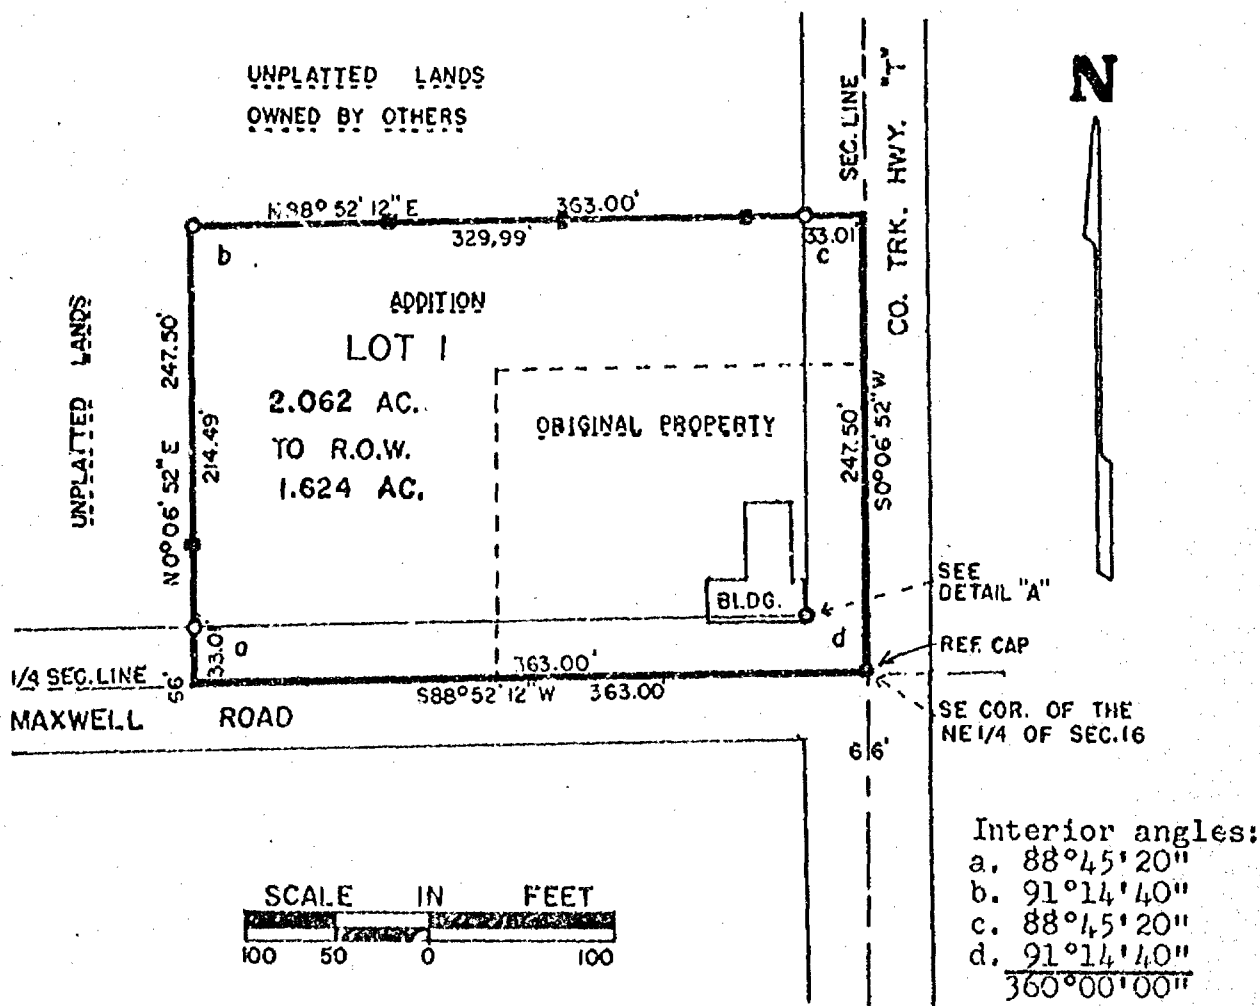 UNPLATTED LANDS
OWNED BY OTHERS
N
SEC. LINE
CO. TRK. HWY. "T"
N88° 52' 12" E 363.00'
329,99'
33.01'
b
c
UNPLATTED LANDS
ADDITION
LOT 1
2.062 AC.
TO R.O.W.
1.624 AC.
ORIGINAL PROPERTY
N0° 06' 52" E 247.50'
214.49'
247.50'
S0° 06' 52" W
BLDG.
SEE
DETAIL "A"
33.01'
a
d
REF. CAP
1/4 SEC. LINE
363.00'
S88° 52' 12" W 363.00'
MAXWELL ROAD
SE COR. OF THE
NE 1/4 OF SEC. 16
66'
Interior angles:
a. 88°45'20"
b. 91°14'40"
c. 88°45'20"
d. 91°14'40"
360°00'00"
SCALE IN FEET
100 50 0 100